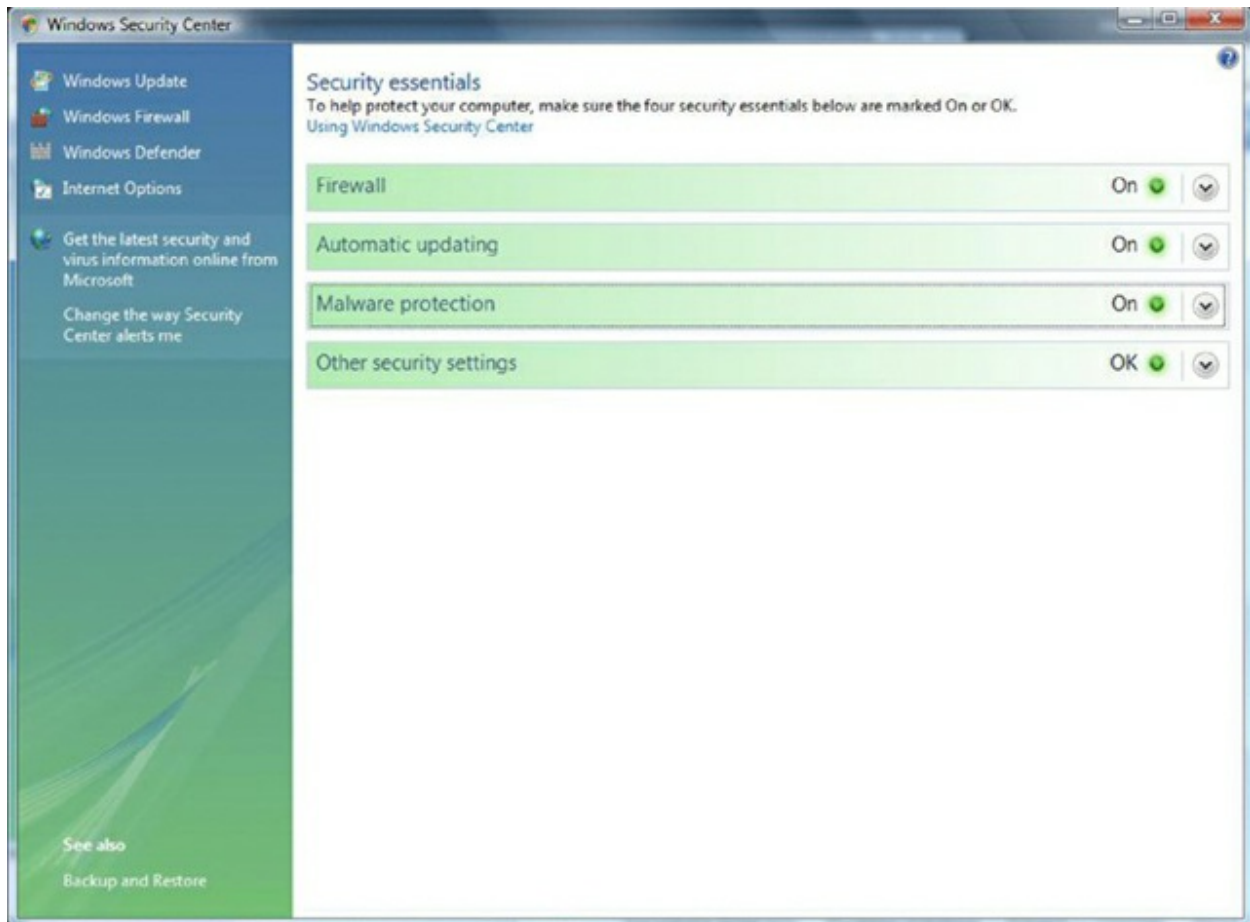 Windows Security Center
Windows Update
Windows Firewall
Windows Defender
Internet Options
Get the latest security and
virus information online from
Microsoft
Change the way Security
Center alerts me
See also
Backup and Restore
Security essentials
To help protect your computer, make sure the four security essentials below are marked On or OK.
Using Windows Security Center
Firewall On
Automatic updating On
Malware protection On
Other security settings OK